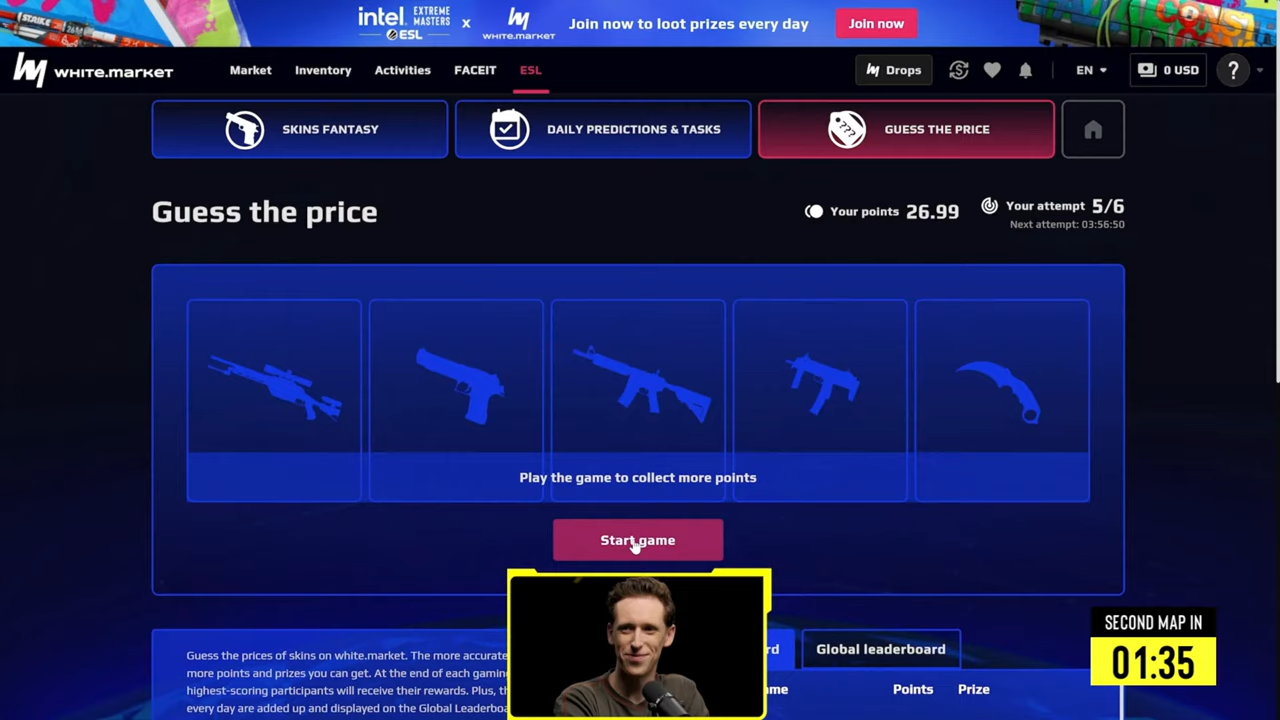 intel EXTREME MASTERS ESL x WHITE.MARKET Join now to loot prizes every day Join now
WHITE.MARKET Market Inventory Activities FACEIT ESL Drops EN 0 USD ?
SKINS FANTASY DAILY PREDICTIONS & TASKS ??? GUESS THE PRICE
Guess the price
Your points 26.99
Your attempt 5/6
Next attempt: 03:56:50
Play the game to collect more points
Start game
SECOND MAP IN
01:35
Guess the prices of skins on white.market. The more accurate
more points and prizes you can get. At the end of each gaming
highest-scoring participants will receive their rewards. Plus,
every day are added up and displayed on the Global
Global leaderboard
Points Prize